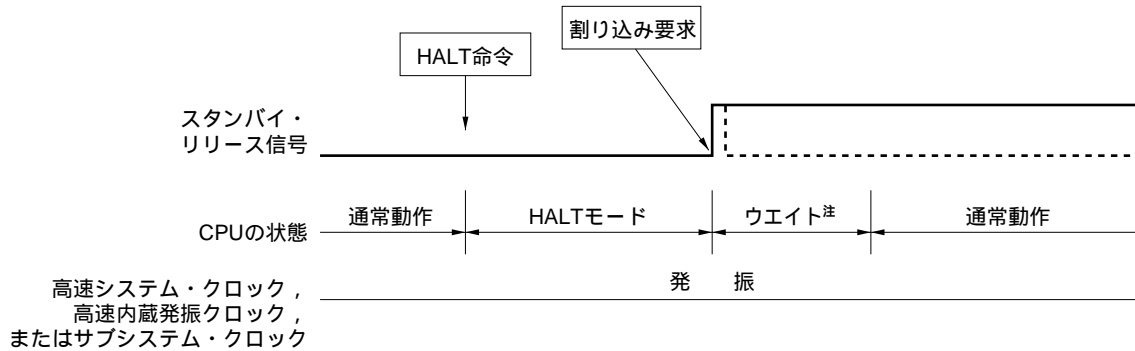 割り込み要求
HALT命令
スタンバイ・
リリース信号
通常動作
HALTモード
ウエイト注
通常動作
CPUの状態
発 振
高速システム・クロック，
高速内蔵発振クロック，
またはサブシステム・クロック